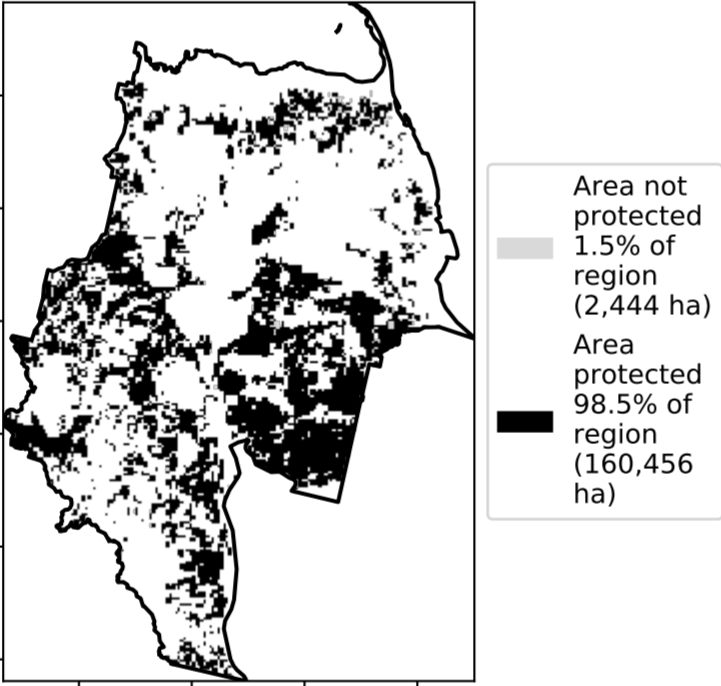 Area not
protected
1.5% of
region
(2,444 ha)
Area
protected
98.5% of
region
(160,456
ha)